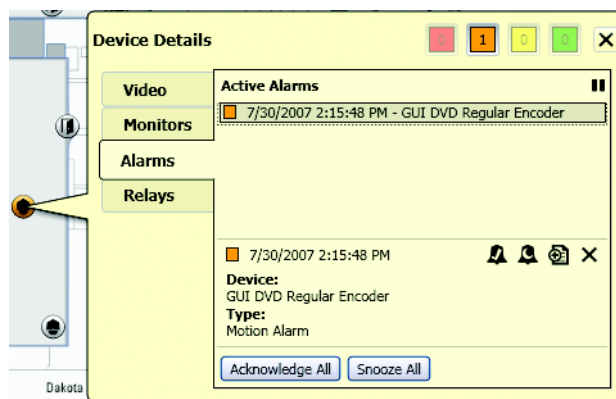 Device Details
0 1 0 0
Video
Monitors
Alarms
Relays
Active Alarms
7/30/2007 2:15:48 PM - GUI DVD Regular Encoder
7/30/2007 2:15:48 PM
Device:
GUI DVD Regular Encoder
Type:
Motion Alarm
Acknowledge All Snooze All
Dakota